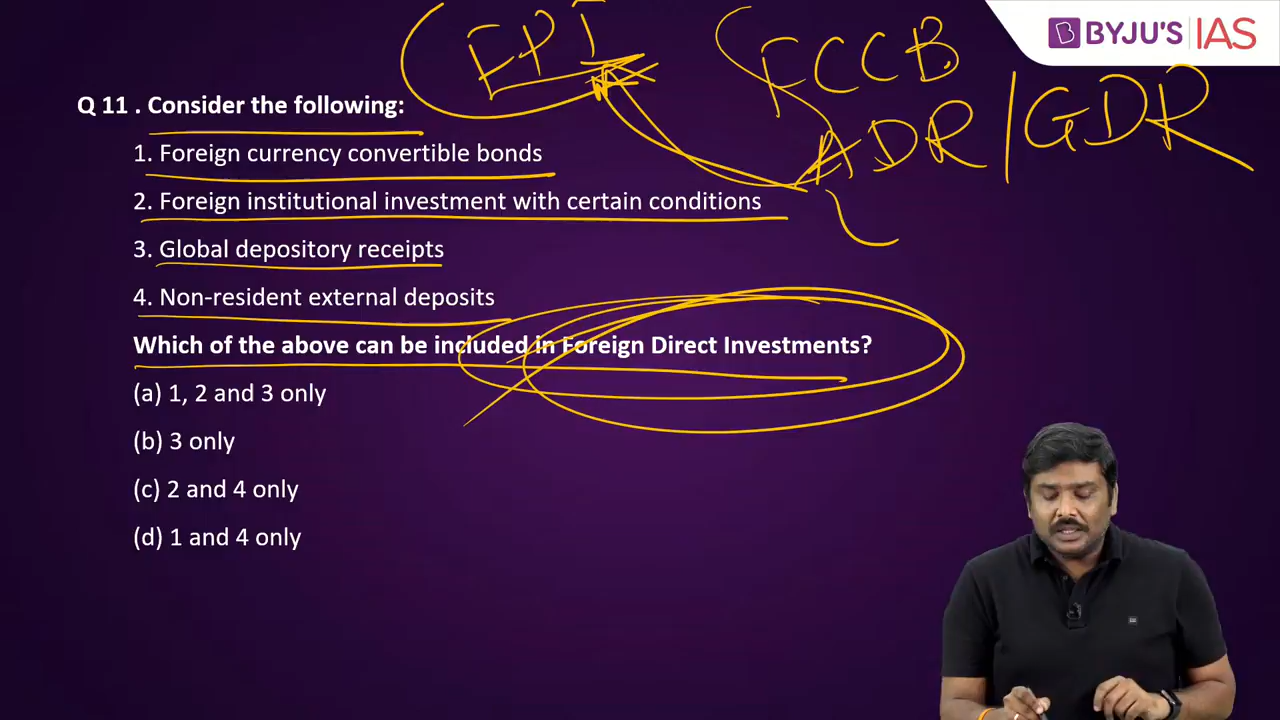 BYJU'S IAS
FPI
FCCB
ADR/GDR
Q 11 . Consider the following:
1. Foreign currency convertible bonds
2. Foreign institutional investment with certain conditions
3. Global depository receipts
4. Non-resident external deposits
Which of the above can be included in Foreign Direct Investments?
(a) 1, 2 and 3 only
(b) 3 only
(c) 2 and 4 only
(d) 1 and 4 only